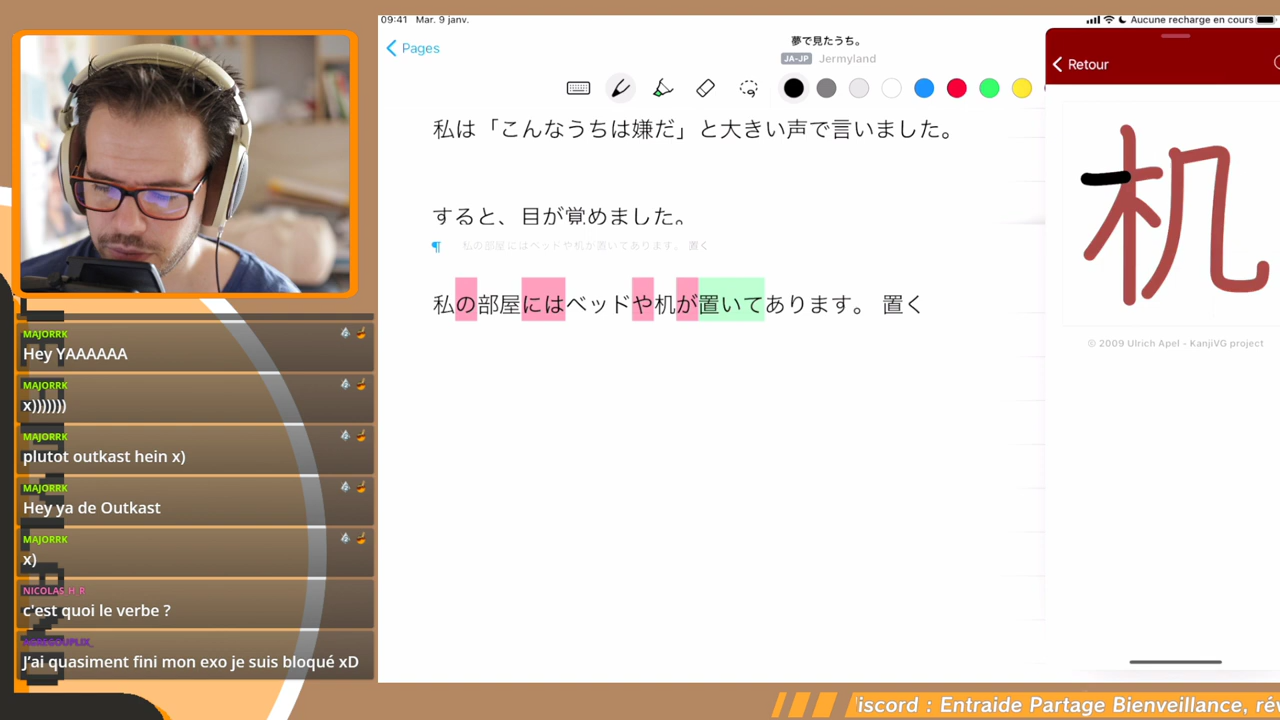 09:41 Mar. 9 janv.
Aucune recharge en cours
Pages
夢で見たうち。
JA-JP Jermyland
Retour
私は「こんなうちは嫌だ」と大きい声で言いました。
すると、目が覚めました。
¶ 私の部屋にはベッドや机が置いてあります。 置く
私の部屋にはベッドや机が置いてあります。 置く
机
© 2009 Ulrich Apel - KanjiVG project
MAJORRK
Hey YAAAAAA
MAJORRK
x)))))))
MAJORRK
plutot outkast hein x)
MAJORRK
Hey ya de Outkast
MAJORRK
x)
NICOLAS H R
c'est quoi le verbe ?
J'ai quasiment fini mon exo je suis bloqué xD
iscord : Entraide Partage Bienveillance, rév